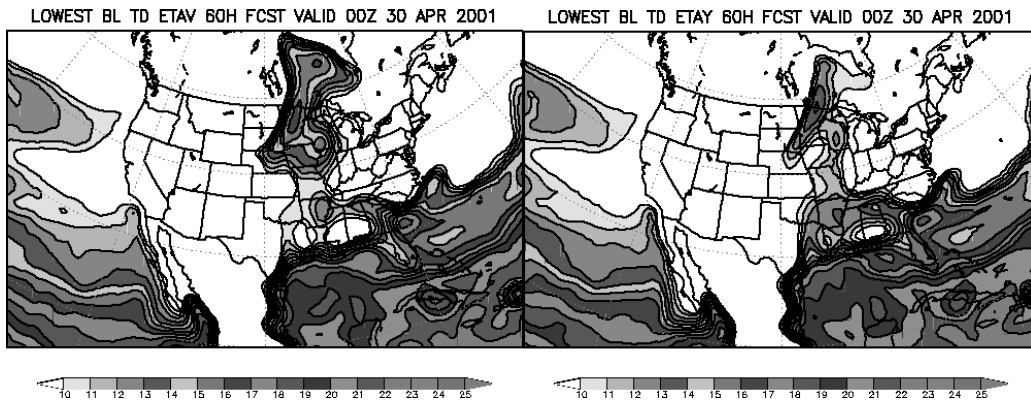 LOWEST BL TD ETAV 60H FCST VALID 00Z 30 APR 2001
LOWEST BL TD ETAY 60H FCST VALID 00Z 30 APR 2001
10 11 12 13 14 15 16 17 18 19 20 21 22 23 24 25
10 11 12 13 14 15 16 17 18 19 20 21 22 23 24 25